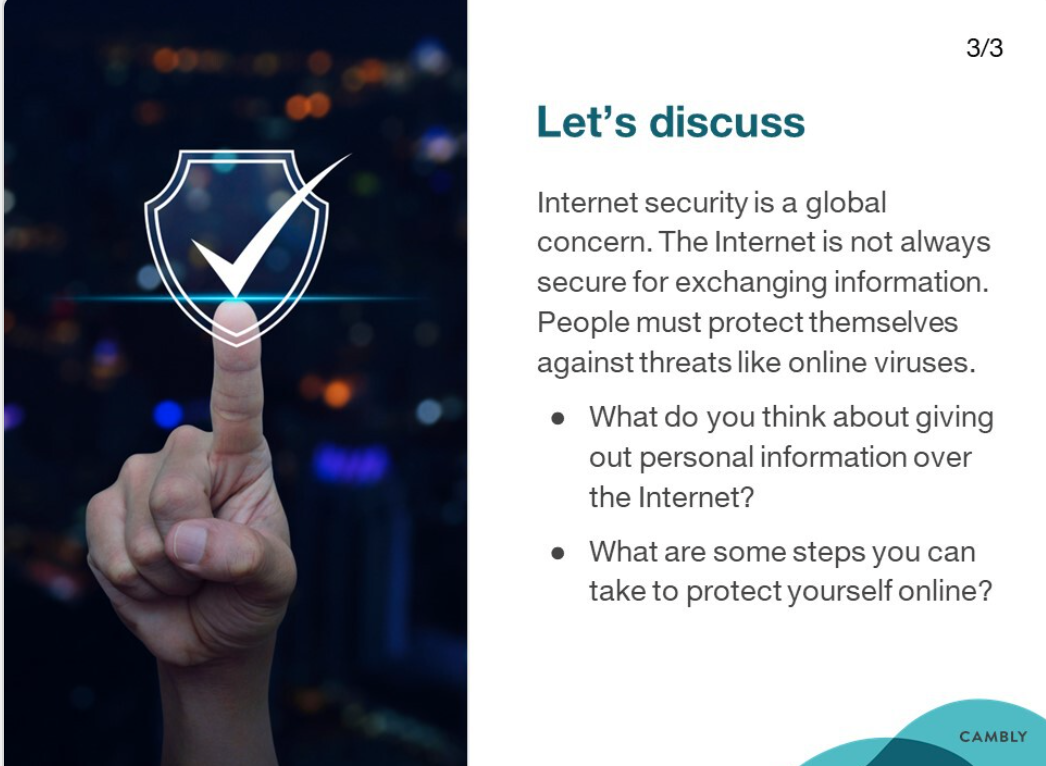 3/3
Let's discuss
Internet security is a global
concern. The Internet is not always
secure for exchanging information.
People must protect themselves
against threats like online viruses.
● What do you think about giving
out personal information over
the Internet?
● What are some steps you can
take to protect yourself online?
CAMBLY